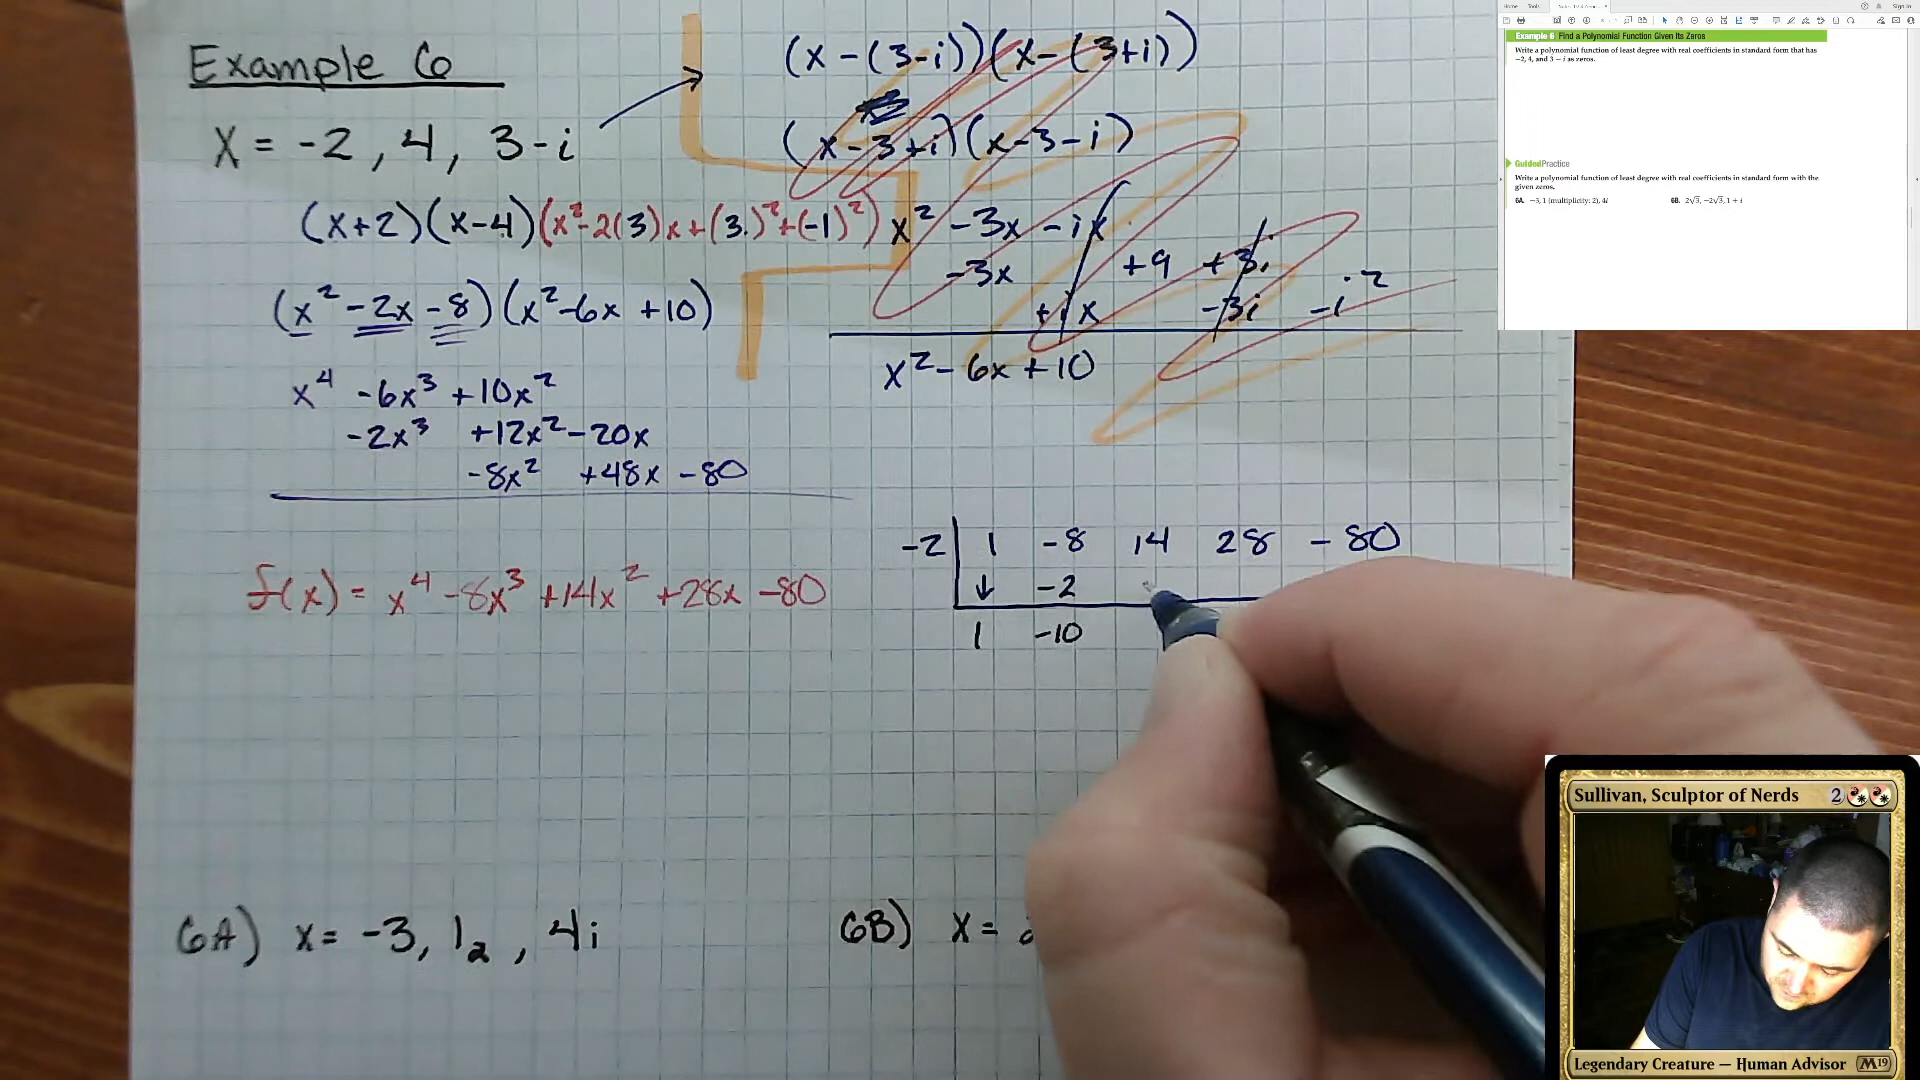 Example 6
X = -2, 4, 3-i
(x-(3-i))(x-(3+i))
(x-3+i)(x-3-i)
(x+2)(x-4)(x²-2(3)x+(3)²+(-1)²)
x² -3x -ix
-3x +9 +3i
+ix -3i -i²
x²-6x+10
(x²-2x-8)(x²-6x+10)
x⁴ -6x³ +10x²
-2x³ +12x² -20x
-8x² +48x -80
f(x) = x⁴ -8x³ +14x² +28x -80
-2 | 1 -8 14 28 -80
↓ -2
1 -10
6A) x= -3, 1₂, 4i
6B) x=
Home Tools
Sign In
Example 6 Find a Polynomial Function Given Its Zeros
Write a polynomial function of least degree with real coefficients in standard form that has
-2, 4, and 3 - i as zeros.
GuidedPractice
Write a polynomial function of least degree with real coefficients in standard form with the
given zeros.
6A. -3, 1 (multiplicity: 2), 4i 6B. 2√3, -2√3, 1 + i
Sullivan, Sculptor of Nerds 2
Legendary Creature — Human Advisor M19